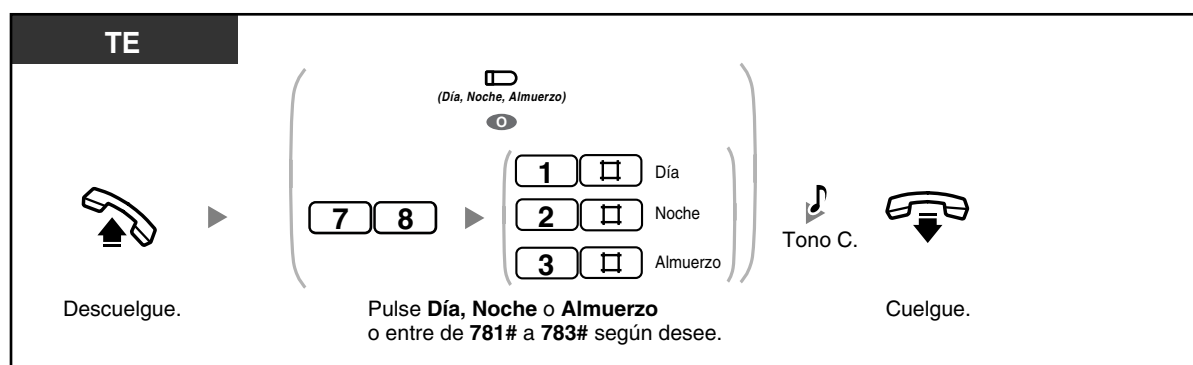 TE
(Día, Noche, Almuerzo)
O
1 # Día
7 8
2 # Noche
3 # Almuerzo
Tono C.
Descuelgue.
Pulse Día, Noche o Almuerzo
o entre de 781# a 783# según desee.
Cuelgue.